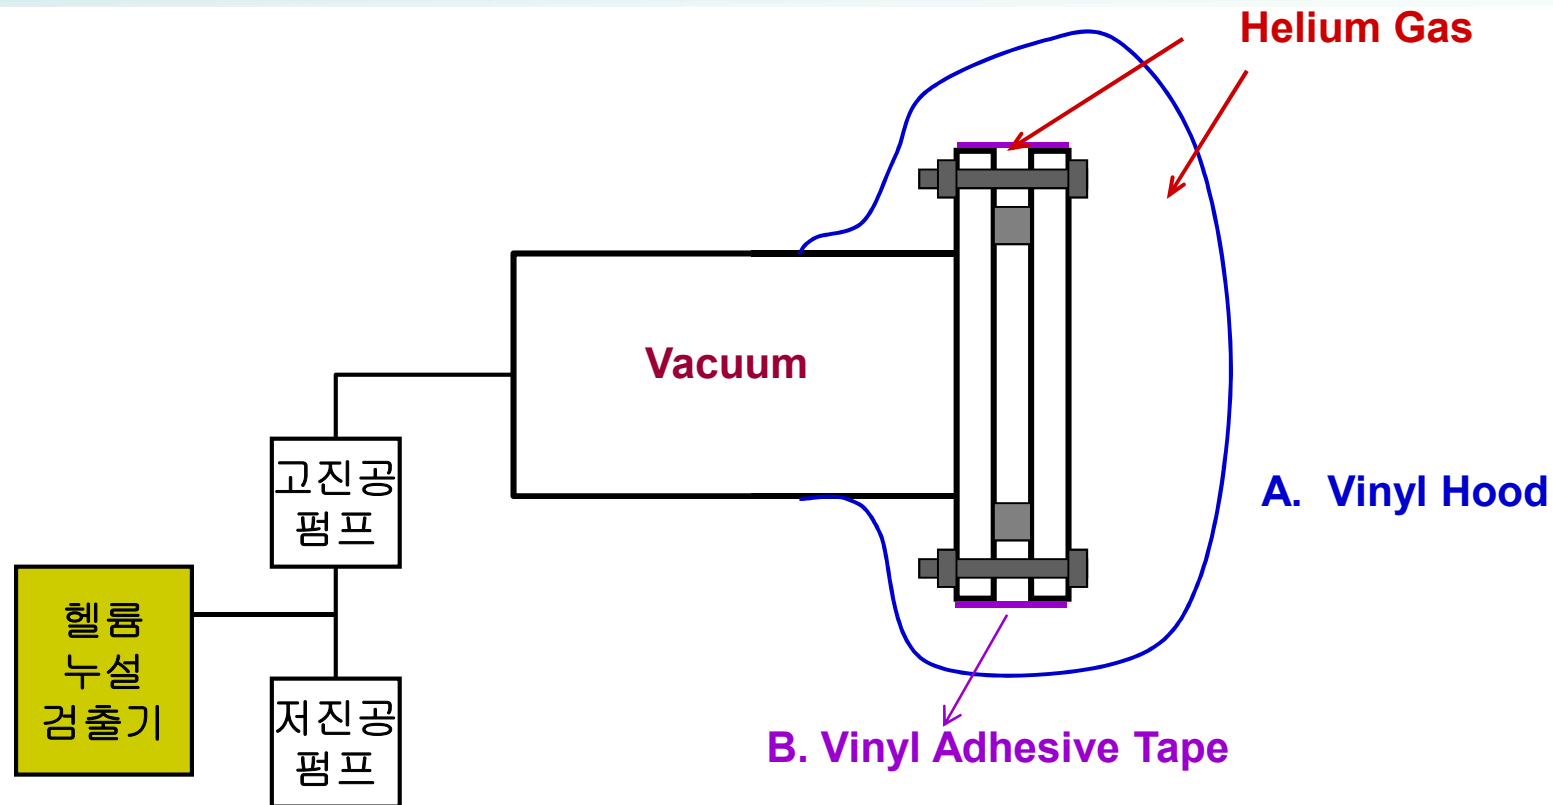 Helium Gas
Vacuum
고진공
펌프
A. Vinyl Hood
헬륨
누설
검출기
저진공
펌프
B. Vinyl Adhesive Tape